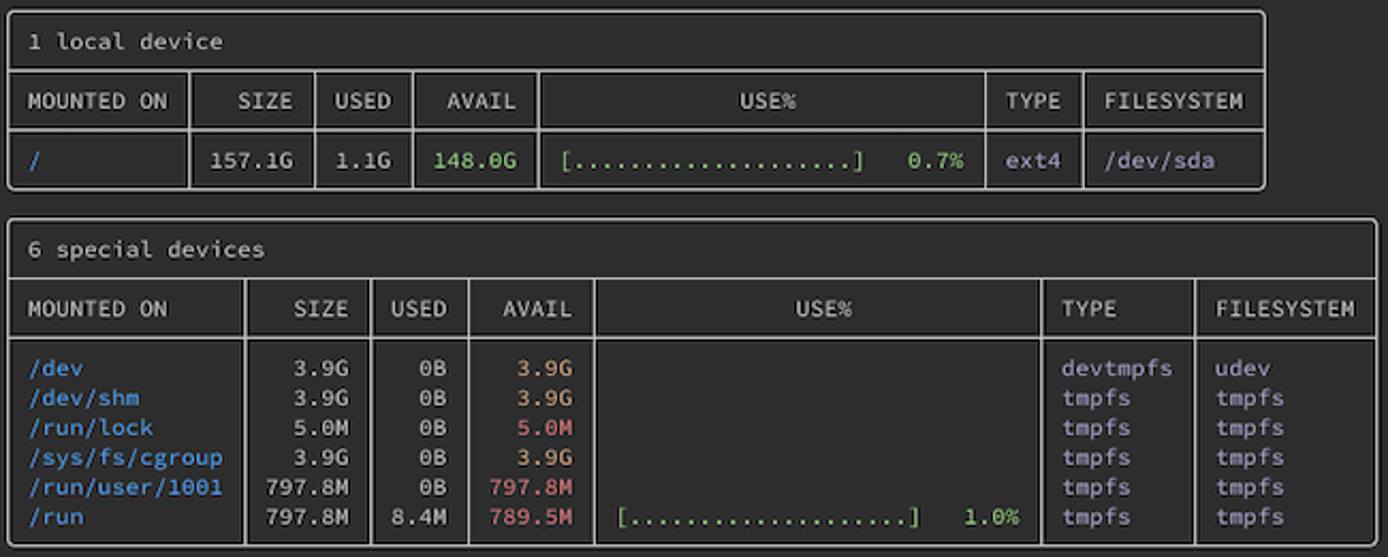 1 local device
MOUNTED ON SIZE USED AVAIL USE% TYPE FILESYSTEM
/ 157.1G 1.1G 148.0G [....................] 0.7% ext4 /dev/sda
6 special devices
MOUNTED ON SIZE USED AVAIL USE% TYPE FILESYSTEM
/dev 3.9G 0B 3.9G devtmpfs udev
/dev/shm 3.9G 0B 3.9G tmpfs tmpfs
/run/lock 5.0M 0B 5.0M tmpfs tmpfs
/sys/fs/cgroup 3.9G 0B 3.9G tmpfs tmpfs
/run/user/1001 797.8M 0B 797.8M tmpfs tmpfs
/run 797.8M 8.4M 789.5M [....................] 1.0% tmpfs tmpfs